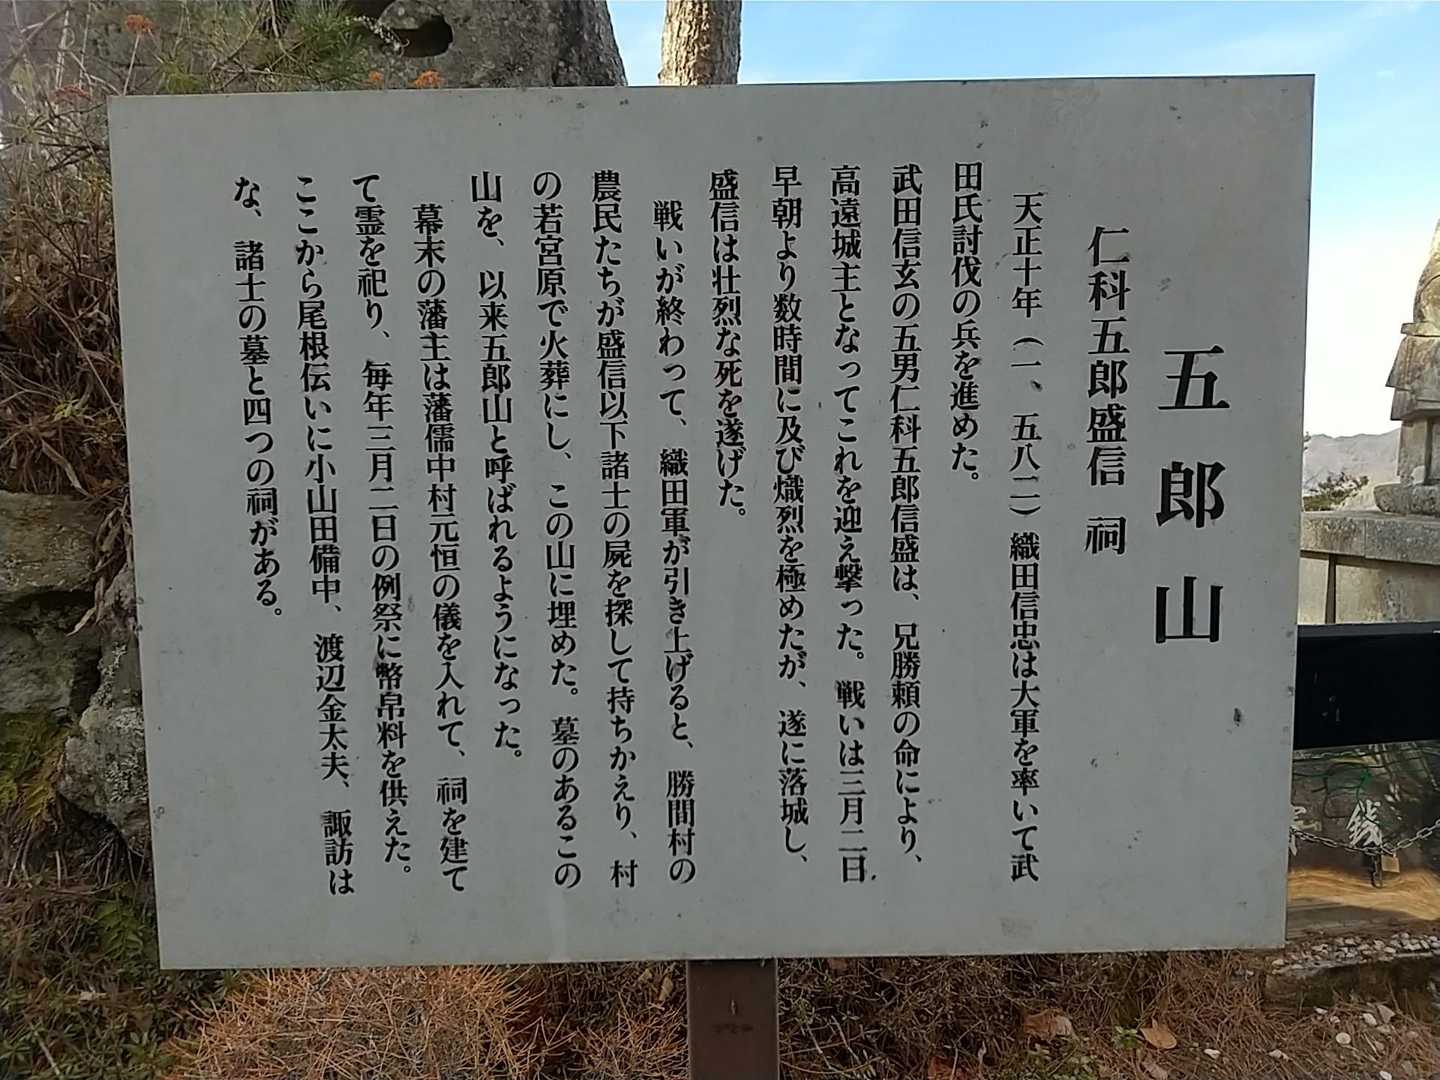 五郎山
仁科五郎盛信 祠
天正十年(一、五八二)織田信忠は大軍を率いて武
田氏討伐の兵を進めた。
武田信玄の五男仁科五郎信盛は、兄勝頼の命により、
高遠城主となってこれを迎え撃った。戦いは三月二日
早朝より数時間に及び熾烈を極めたが、遂に落城し、
盛信は壮烈な死を遂げた。
戦いが終わって、織田軍が引き上げると、勝間村の
農民たちが盛信以下諸士の屍を探して持ちかえり、村
の若宮原で火葬にし、この山に埋めた。墓のあるこの
山を、以来五郎山と呼ばれるようになった。
幕末の藩主は藩儒中村元恒の儀を入れて、祠を建て
て霊を祀り、毎年三月二日の例祭に幣帛料を供えた。
ここから尾根伝いに小山田備中、渡辺金太夫、諏訪は
な、諸士の墓と四つの祠がある。
銭